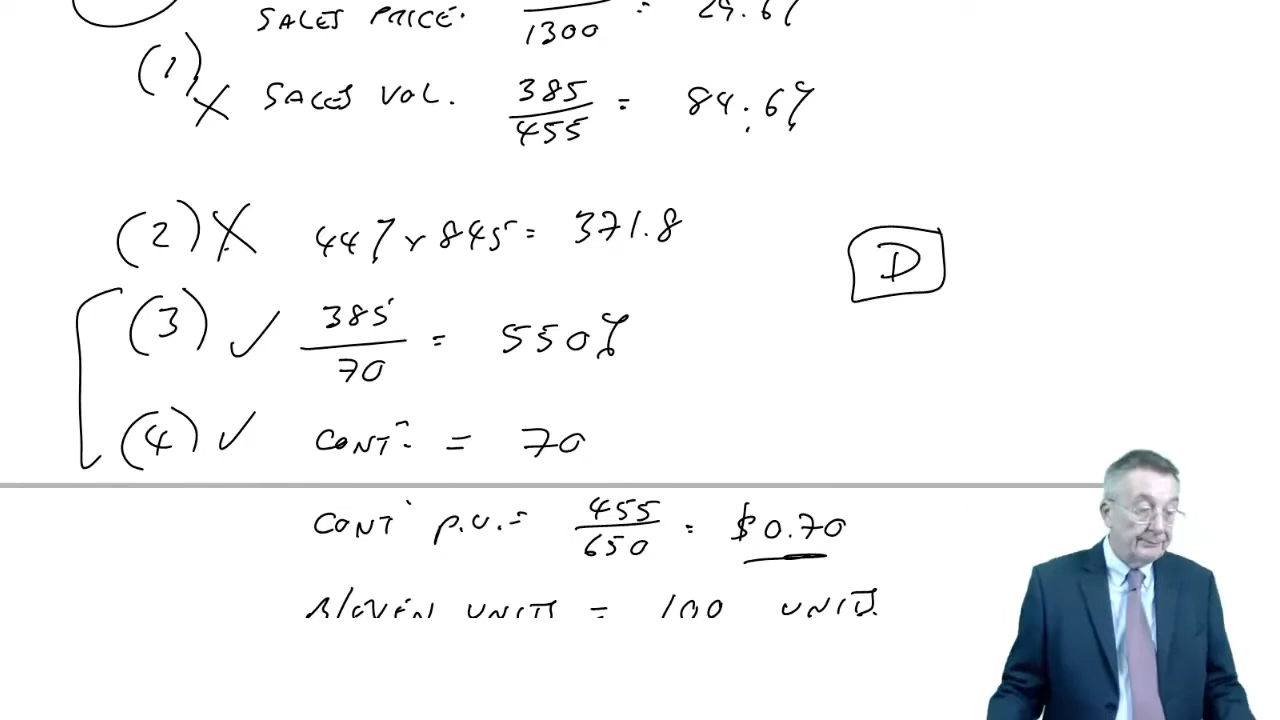 SALES PRICE. 1300 = 29.6%
(1) X SALES VOL. 385/455 = 84.6%
(2) X 44% x 845 = 371.8
D
(3) ✓ 385/70 = 550%
(4) ✓ CONT = 70
CONT p.u. = 455/650 = $0.70
B/EVEN UNITS = 100 UNITS.